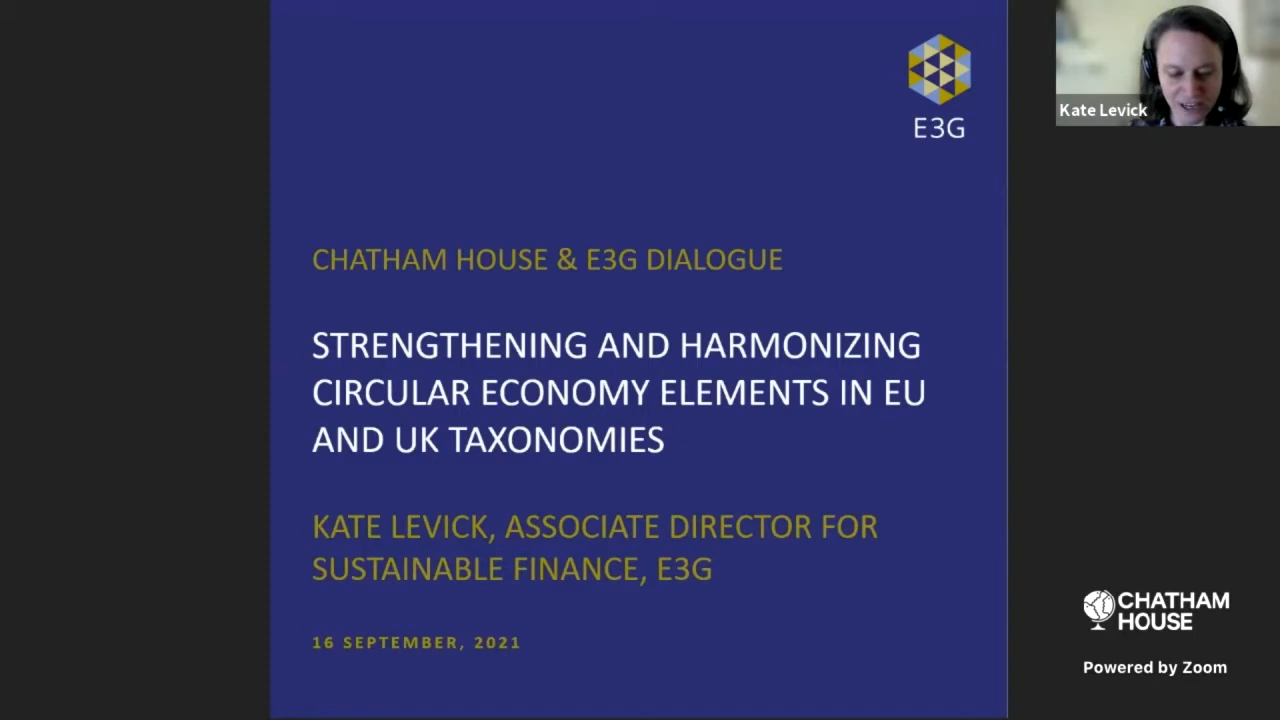 E3G
Kate Levick
CHATHAM HOUSE & E3G DIALOGUE
STRENGTHENING AND HARMONIZING
CIRCULAR ECONOMY ELEMENTS IN EU
AND UK TAXONOMIES
KATE LEVICK, ASSOCIATE DIRECTOR FOR
SUSTAINABLE FINANCE, E3G
16 SEPTEMBER, 2021
CHATHAM
HOUSE
Powered by Zoom